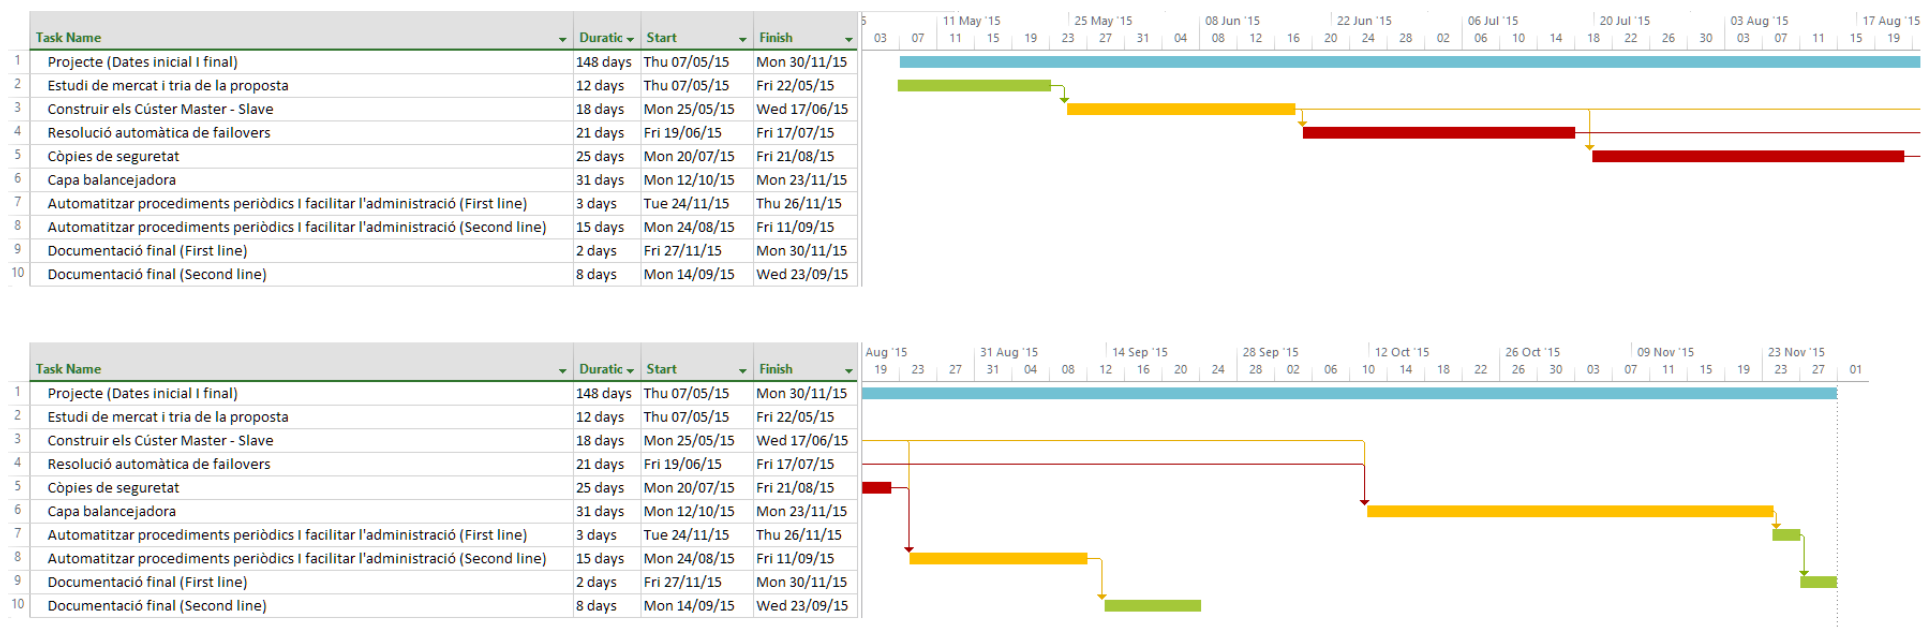 5 11 May '15 25 May '15 08 Jun '15 22 Jun '15 06 Jul '15 20 Jul '15 03 Aug '15 17 Aug '15
Task Name Duratic Start Finish 03 07 11 15 19 23 27 31 04 08 12 16 20 24 28 02 06 10 14 18 22 26 30 03 07 11 15 19
1 Projecte (Dates inicial I final) 148 days Thu 07/05/15 Mon 30/11/15
2 Estudi de mercat i tria de la proposta 12 days Thu 07/05/15 Fri 22/05/15
3 Construir els Cúster Master - Slave 18 days Mon 25/05/15 Wed 17/06/15
4 Resolució automàtica de failovers 21 days Fri 19/06/15 Fri 17/07/15
5 Còpies de seguretat 25 days Mon 20/07/15 Fri 21/08/15
6 Capa balancejadora 31 days Mon 12/10/15 Mon 23/11/15
7 Automatitzar procediments periòdics I facilitar l'administració (First line) 3 days Tue 24/11/15 Thu 26/11/15
8 Automatitzar procediments periòdics I facilitar l'administració (Second line) 15 days Mon 24/08/15 Fri 11/09/15
9 Documentació final (First line) 2 days Fri 27/11/15 Mon 30/11/15
10 Documentació final (Second line) 8 days Mon 14/09/15 Wed 23/09/15
Aug '15 31 Aug '15 14 Sep '15 28 Sep '15 12 Oct '15 26 Oct '15 09 Nov '15 23 Nov '15
Task Name Duratic Start Finish 19 23 27 31 04 08 12 16 20 24 28 02 06 10 14 18 22 26 30 03 07 11 15 19 23 27 01
1 Projecte (Dates inicial I final) 148 days Thu 07/05/15 Mon 30/11/15
2 Estudi de mercat i tria de la proposta 12 days Thu 07/05/15 Fri 22/05/15
3 Construir els Cúster Master - Slave 18 days Mon 25/05/15 Wed 17/06/15
4 Resolució automàtica de failovers 21 days Fri 19/06/15 Fri 17/07/15
5 Còpies de seguretat 25 days Mon 20/07/15 Fri 21/08/15
6 Capa balancejadora 31 days Mon 12/10/15 Mon 23/11/15
7 Automatitzar procediments periòdics I facilitar l'administració (First line) 3 days Tue 24/11/15 Thu 26/11/15
8 Automatitzar procediments periòdics I facilitar l'administració (Second line) 15 days Mon 24/08/15 Fri 11/09/15
9 Documentació final (First line) 2 days Fri 27/11/15 Mon 30/11/15
10 Documentació final (Second line) 8 days Mon 14/09/15 Wed 23/09/15